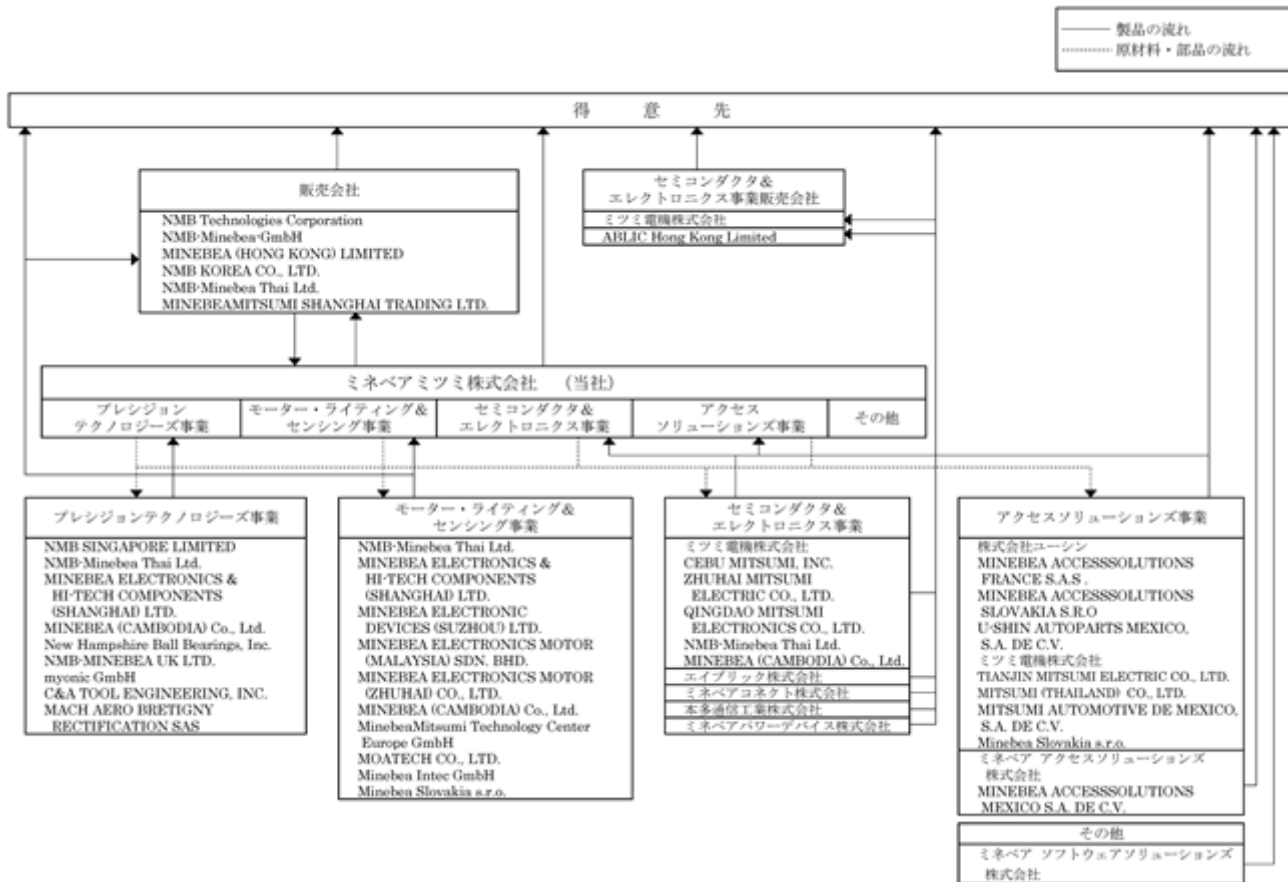 製品の流れ
原材料・部品の流れ
得意先
販売会社
NMB Technologies Corporation
NMB-Minebea-GmbH
MINEBEA (HONG KONG) LIMITED
NMB KOREA CO., LTD.
NMB-Minebea Thai Ltd.
MINEBEAMITSUMI SHANGHAI TRADING LTD.
セミコンダクタ&
エレクトロニクス事業販売会社
ミツミ電機株式会社
ABLIC Hong Kong Limited
ミネベアミツミ株式会社 (当社)
プレシジョン
テクノロジーズ事業
モーター・ライティング&
センシング事業
セミコンダクタ&
エレクトロニクス事業
アクセス
ソリューションズ事業
その他
プレシジョンテクノロジーズ事業
NMB SINGAPORE LIMITED
NMB-Minebea Thai Ltd.
MINEBEA ELECTRONICS &
HI-TECH COMPONENTS
(SHANGHAI) LTD.
MINEBEA (CAMBODIA) Co., Ltd.
New Hampshire Ball Bearings, Inc.
NMB-MINEBEA UK LTD.
myonic GmbH
C&A TOOL ENGINEERING, INC.
MACH AERO BRETIGNY
RECTIFICATION SAS
モーター・ライティング&
センシング事業
NMB-Minebea Thai Ltd.
MINEBEA ELECTRONICS &
HI-TECH COMPONENTS
(SHANGHAI) LTD.
MINEBEA ELECTRONIC
DEVICES (SUZHOU) LTD.
MINEBEA ELECTRONICS MOTOR
(MALAYSIA) SDN. BHD.
MINEBEA ELECTRONICS MOTOR
(ZHUHAI) CO., LTD.
MINEBEA (CAMBODIA) Co., Ltd.
MinebeaMitsumi Technology Center
Europe GmbH
MOATECH CO., LTD.
Minebea Intec GmbH
Minebea Slovakia s.r.o.
セミコンダクタ&
エレクトロニクス事業
ミツミ電機株式会社
CEBU MITSUMI, INC.
ZHUHAI MITSUMI
ELECTRIC CO., LTD.
QINGDAO MITSUMI
ELECTRONICS CO., LTD.
NMB-Minebea Thai Ltd.
MINEBEA (CAMBODIA) Co., Ltd.
エイブリック株式会社
ミネベアコネクト株式会社
本多通信工業株式会社
ミネベアパワーデバイス株式会社
アクセスソリューションズ事業
株式会社ユーシン
MINEBEA ACCESSSOLUTIONS
FRANCE S.A.S .
MINEBEA ACCESSSOLUTIONS
SLOVAKIA S.R.O
U-SHIN AUTOPARTS MEXICO,
S.A. DE C.V.
ミツミ電機株式会社
TIANJIN MITSUMI ELECTRIC CO., LTD.
MITSUMI (THAILAND) CO., LTD.
MITSUMI AUTOMOTIVE DE MEXICO,
S.A. DE C.V.
Minebea Slovakia s.r.o.
ミネベア アクセスソリューションズ
株式会社
MINEBEA ACCESSSOLUTIONS
MEXICO S.A. DE C.V.
その他
ミネベア ソフトウェアソリューションズ
株式会社